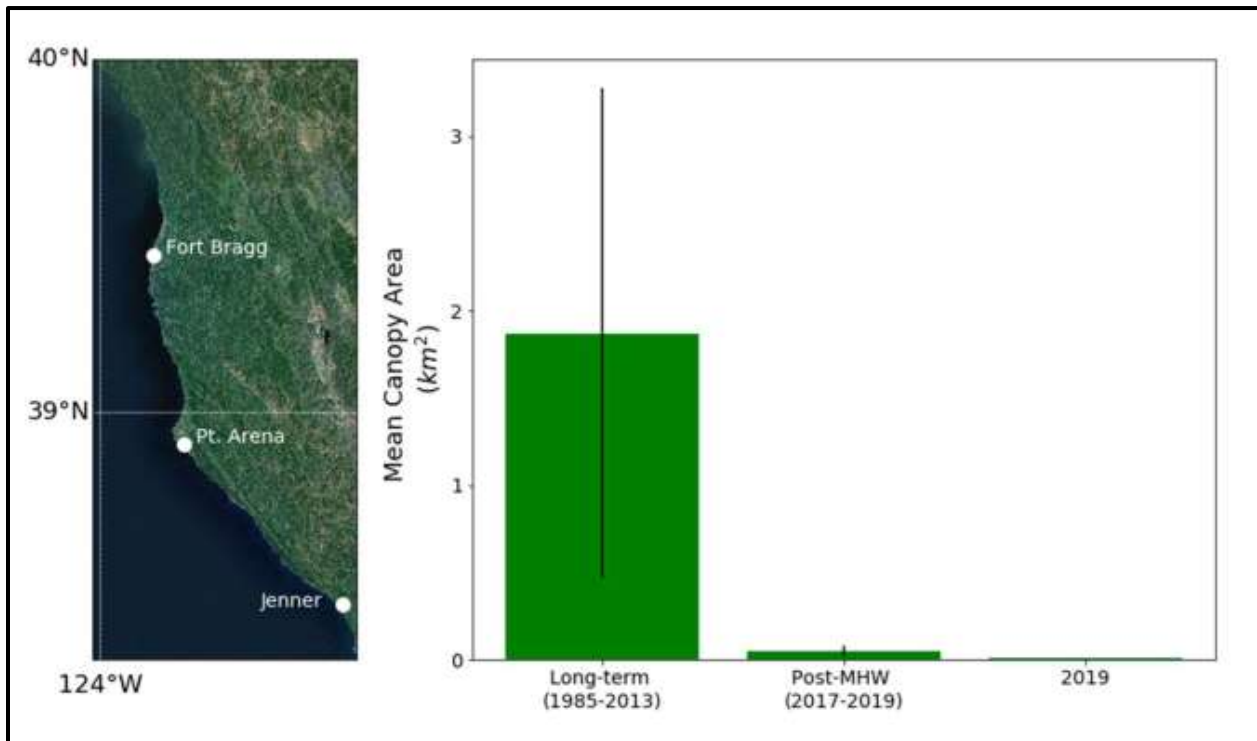 40°N
Fort Bragg
39°N
Pt. Arena
Jenner
124°W
Mean Canopy Area
(km²)
3
2
1
0
Long-term
(1985-2013)
Post-MHW
(2017-2019)
2019